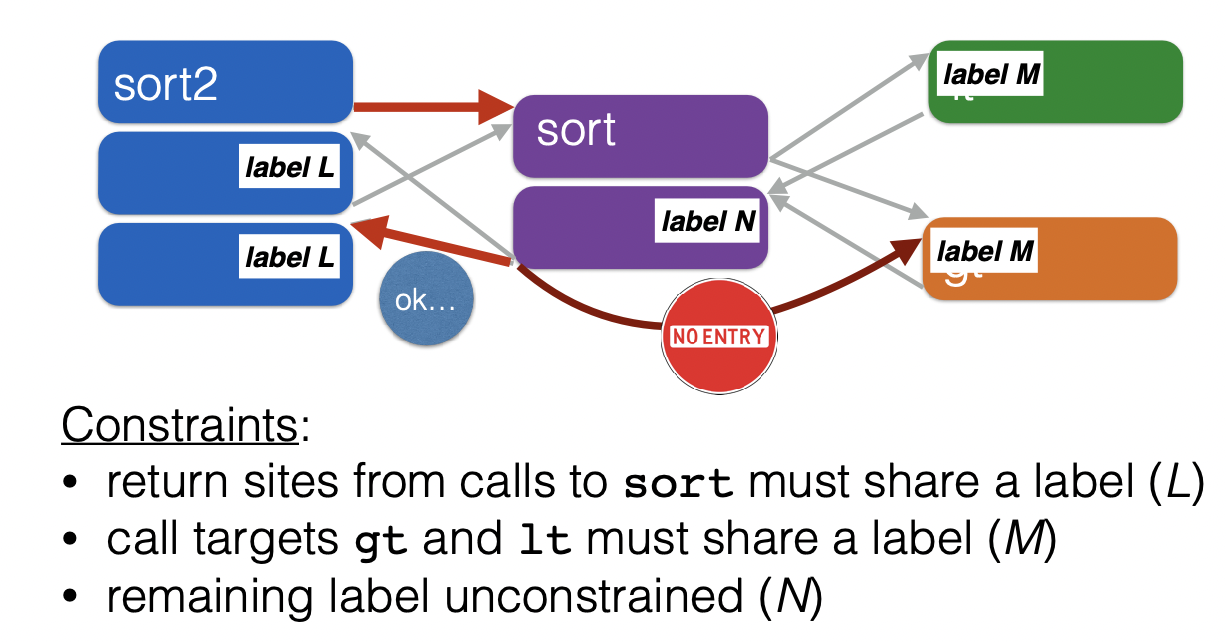 sort2
label M
label L
sort
label N
label L
label M
gt
ok...
NO ENTRY
Constraints:
• return sites from calls to sort must share a label (L)
• call targets gt and lt must share a label (M)
• remaining label unconstrained (N)